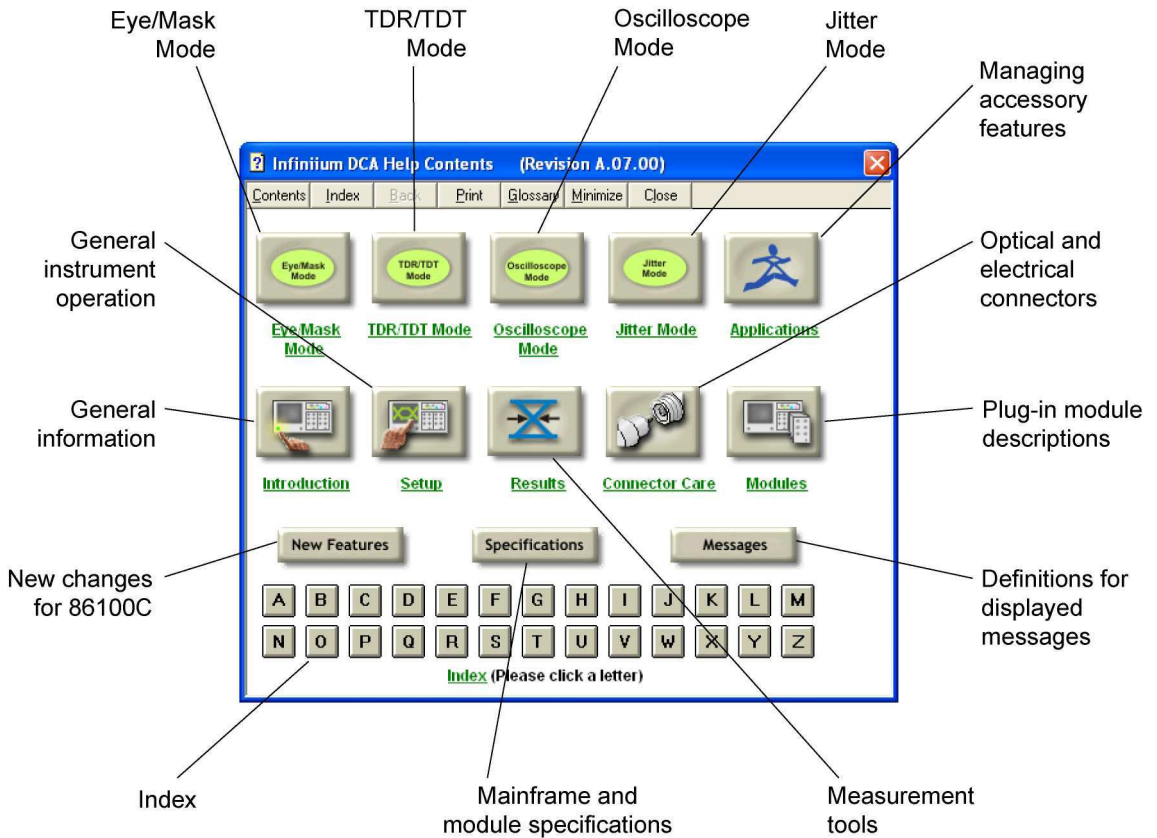 Eye/Mask
Mode
TDR/TDT
Mode
Oscilloscope
Mode
Jitter
Mode
Managing
accessory
features
Infiniium DCA Help Contents (Revision A.07.00)
Contents Index Back Print Glossary Minimize Close
General
instrument
operation
Optical and
electrical
connectors
Eye/Mask
Mode
TDR/TDT
Mode
Oscilloscope
Mode
Jitter
Mode
Eye/Mask
Mode
TDR/TDT Mode
Oscilloscope
Mode
Jitter Mode
Applications
General
information
Plug-in module
descriptions
Introduction Setup Results Connector Care Modules
New Features Specifications Messages
New changes
for 86100C
Definitions for
displayed
messages
A B C D E F G H I J K L M
N O P Q R S T U V W X Y Z
Index (Please click a letter)
Index
Mainframe and
module specifications
Measurement
tools